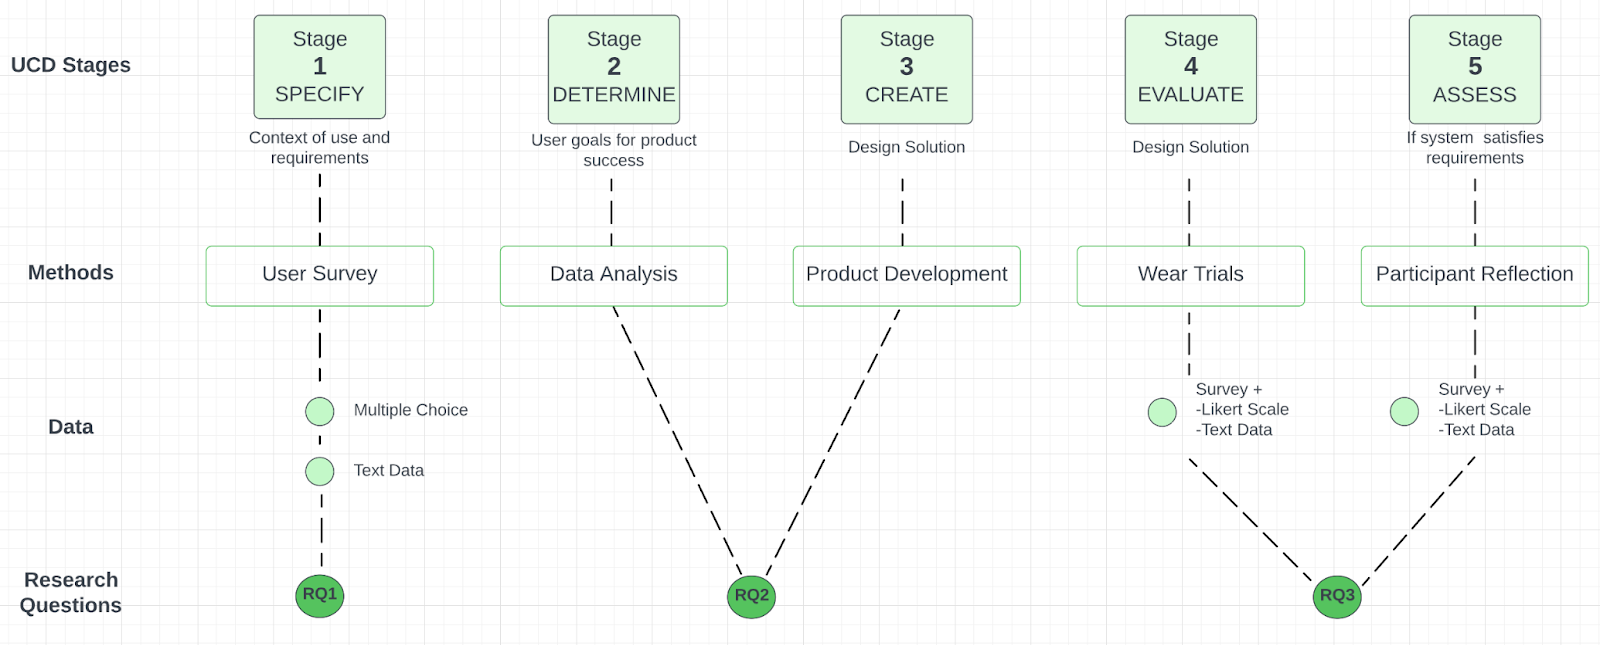 UCD Stages
Stage
1
SPECIFY
Context of use and
requirements
Stage
2
DETERMINE
User goals for product
success
Stage
3
CREATE
Design Solution
Stage
4
EVALUATE
Design Solution
Stage
5
ASSESS
If system satisfies
requirements
Methods
User Survey
Data Analysis
Product Development
Wear Trials
Participant Reflection
Data
Multiple Choice
Text Data
Survey +
-Likert Scale
-Text Data
Survey +
-Likert Scale
-Text Data
Research
Questions
RQ1
RQ2
RQ3